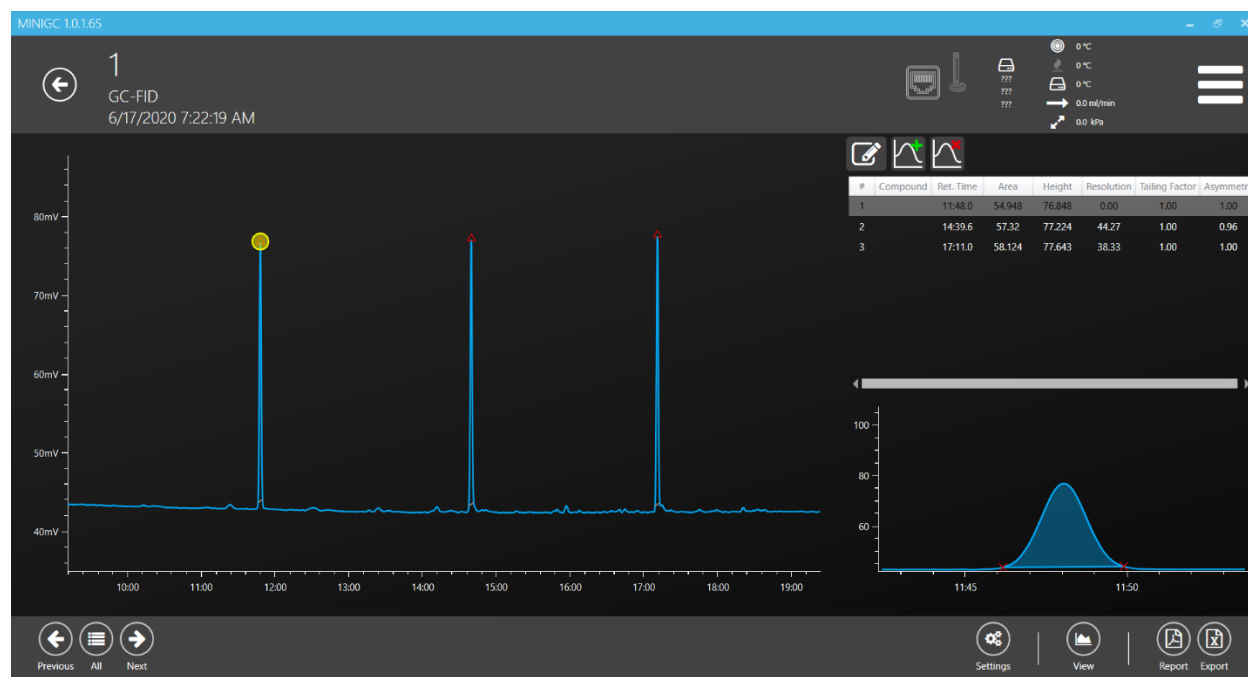 MINIGC 1.0.1.65
1
GC-FID
6/17/2020 7:22:19 AM
???
???
???
0 °C
0 °C
0 °C
0.0 ml/min
0.0 kPa
80mV
70mV
60mV
50mV
40mV
10:00 11:00 12:00 13:00 14:00 15:00 16:00 17:00 18:00 19:00
# Compound Ret. Time Area Height Resolution Tailing Factor Asymmetr
1 11:48.0 54.948 76.848 0.00 1.00 1.00
2 14:39.6 57.32 77.224 44.27 1.00 0.96
3 17:11.0 58.124 77.643 38.33 1.00 1.00
100
80
60
11:45 11:50
Previous All Next
Settings View Report Export